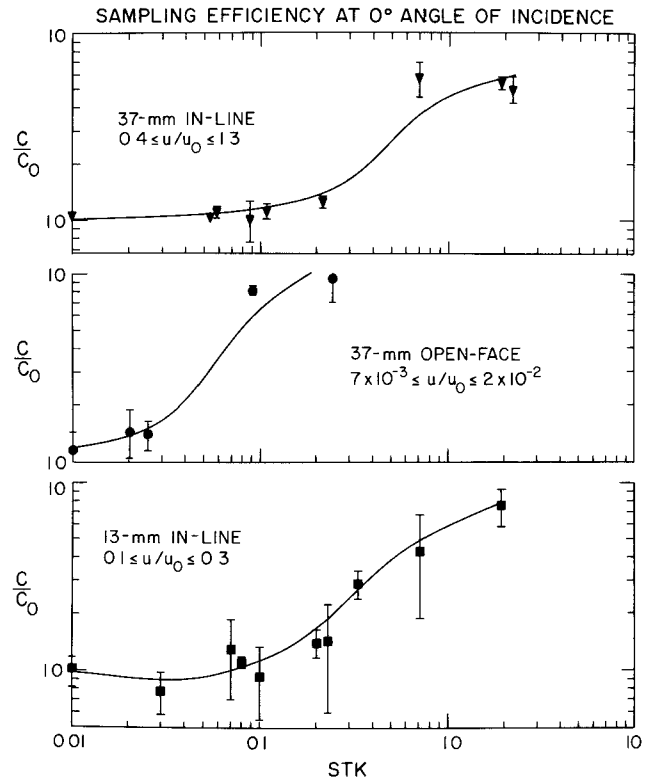 SAMPLING EFFICIENCY AT 0° ANGLE OF INCIDENCE
10
37-mm IN-LINE
0 4 ≤ u/u₀ ≤ 1 3
C/C₀
1 0
10
37-mm OPEN-FACE
7 x 10⁻³ ≤ u/u₀ ≤ 2 x 10⁻²
C/C₀
1 0
10
13-mm IN-LINE
0 1 ≤ u/u₀ ≤ 0 3
C/C₀
1 0
0 01 0 1 1 0 10
STK